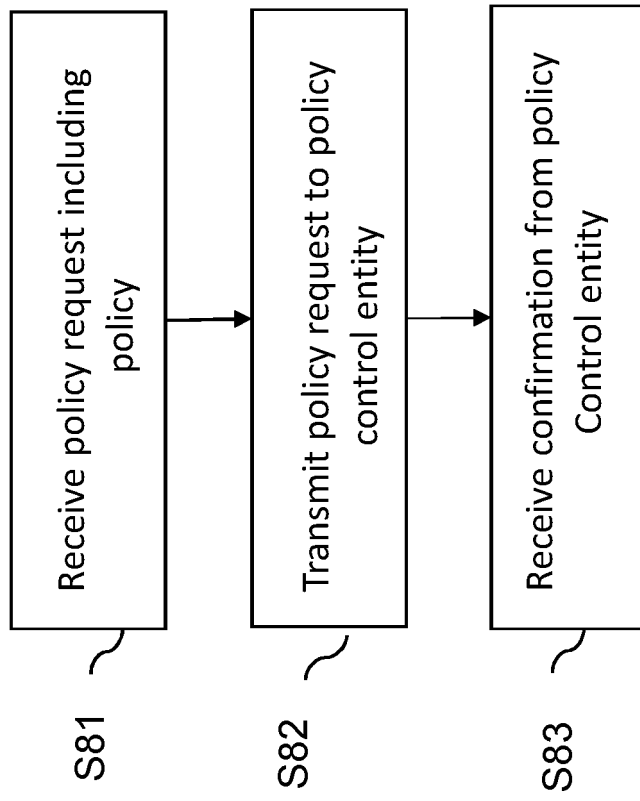 S81
Receive policy request including
policy
S82
Transmit policy request to policy
control entity
S83
Receive confirmation from policy
Control entity